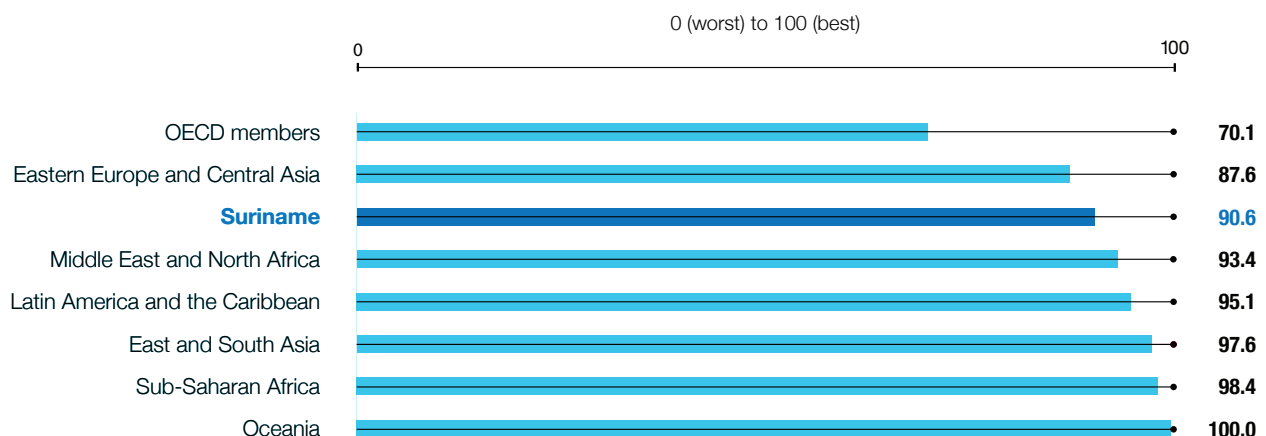 0 (worst) to 100 (best)
0 100
OECD members 70.1
Eastern Europe and Central Asia 87.6
Suriname 90.6
Middle East and North Africa 93.4
Latin America and the Caribbean 95.1
East and South Asia 97.6
Sub-Saharan Africa 98.4
Oceania 100.0